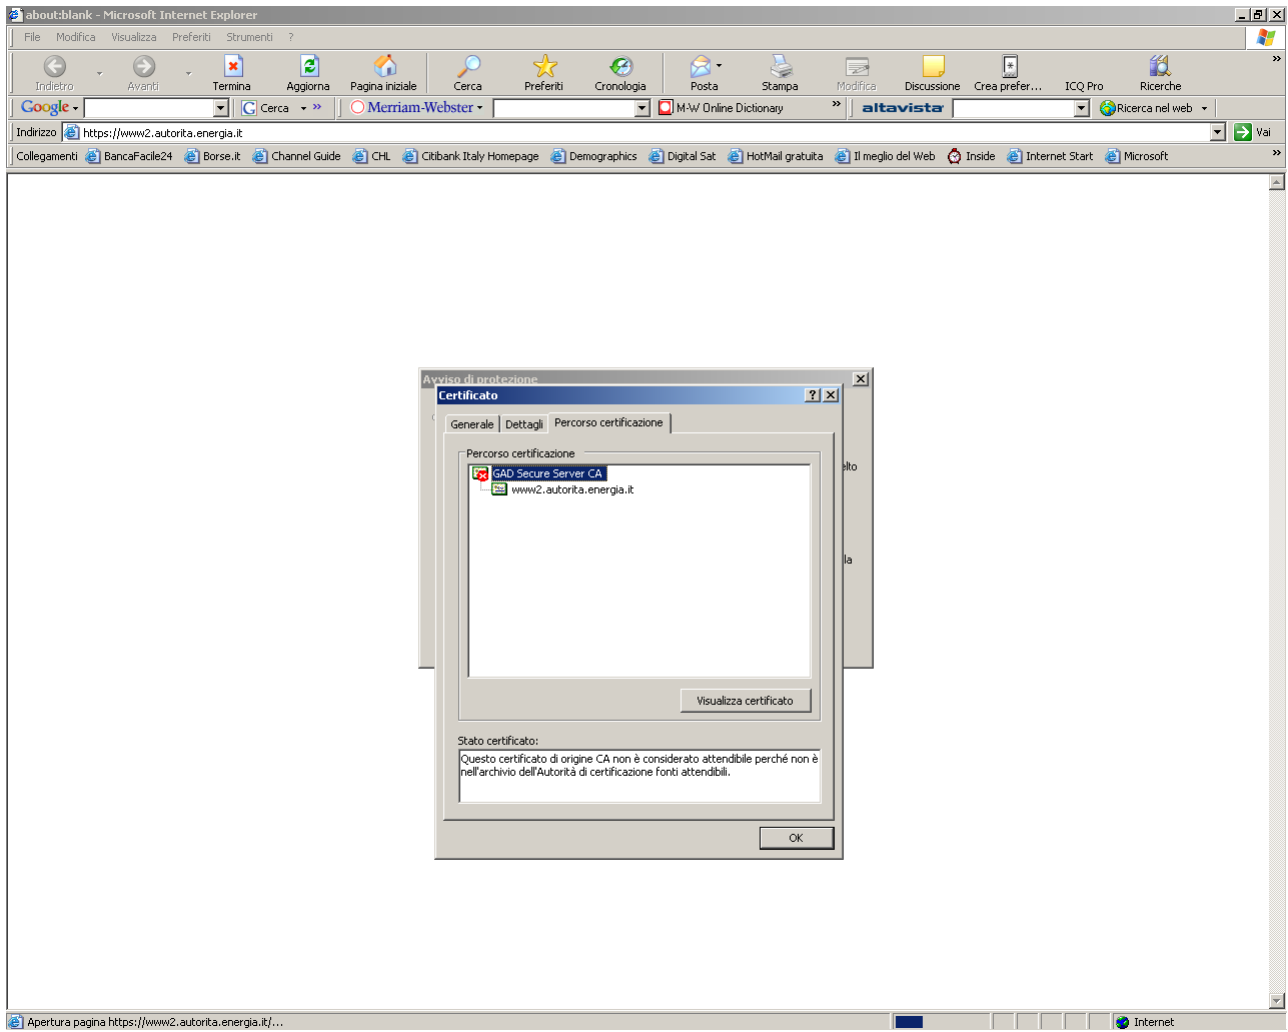 about:blank - Microsoft Internet Explorer
File Modifica Visualizza Preferiti Strumenti ?
Indietro Avanti Termina Aggiorna Pagina iniziale Cerca Preferiti Cronologia Posta Stampa Modifica Discussione Crea prefer... ICQ Pro Ricerche »
Google Cerca » Merriam-Webster M-W Online Dictionary » altavista Ricerca nel web
Indirizzo https://www2.autorita.energia.it Vai
Collegamenti BancaFacile24 Borse.it Channel Guide CHL Citibank Italy Homepage Demographics Digital Sat HotMail gratuita Il meglio del Web Inside Internet Start Microsoft »
Avviso di protezione
Certificato
Generale Dettagli Percorso certificazione
Percorso certificazione
elto
GAD Secure Server CA
www2.autorita.energia.it
la
Visualizza certificato
Stato certificato:
Questo certificato di origine CA non è considerato attendibile perché non è
nell'archivio dell'Autorità di certificazione fonti attendibili.
OK
Apertura pagina https://www2.autorita.energia.it/... Internet